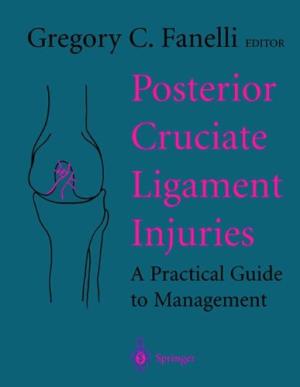 Gregory C. Fanelli EDITOR
Posterior
Cruciate
Ligament
Injuries
A Practical Guide
to Management
Springer